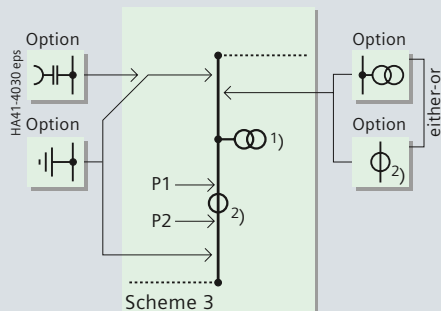 Option
Option
HA41-4030 eps
Option
Option
either-or
1)
2)
2)
P1
P2
Scheme 3